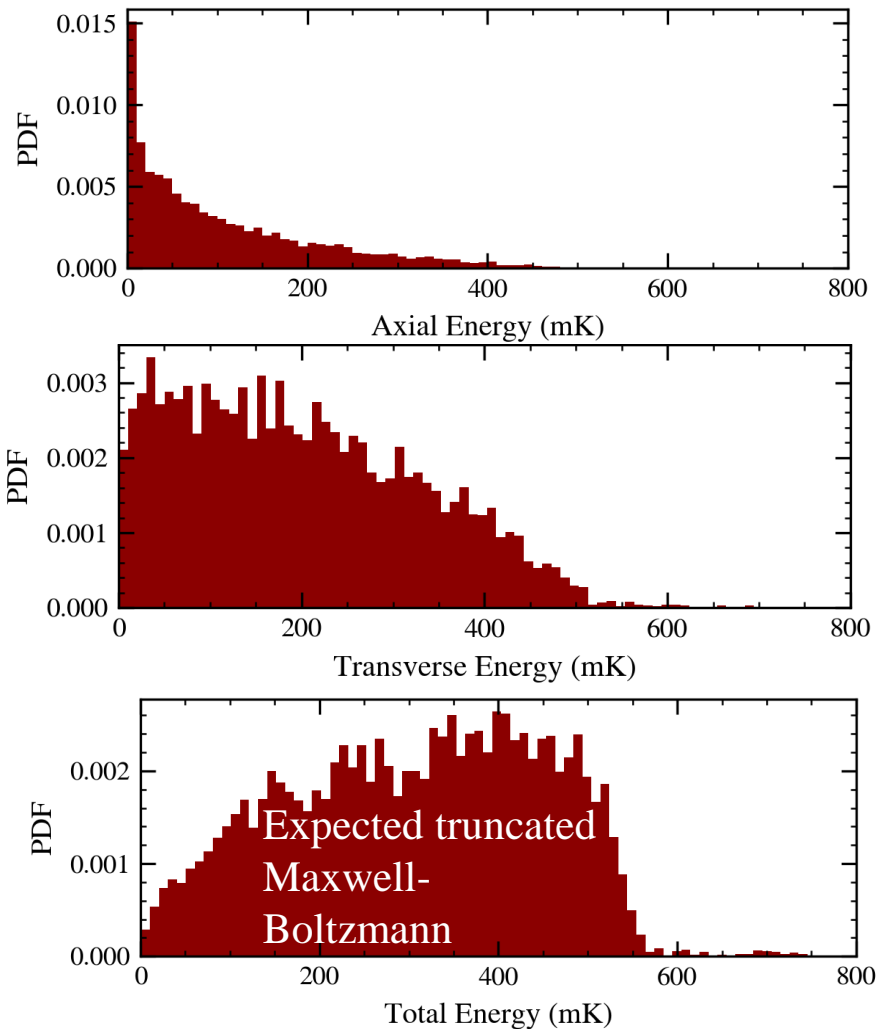 0.015
0.010
0.005
0.000
PDF
0 200 400 600 800
Axial Energy (mK)
0.003
0.002
0.001
0.000
PDF
0 200 400 600 800
Transverse Energy (mK)
0.002
0.001
0.000
PDF
Expected truncated
Maxwell-
Boltzmann
0 200 400 600 800
Total Energy (mK)